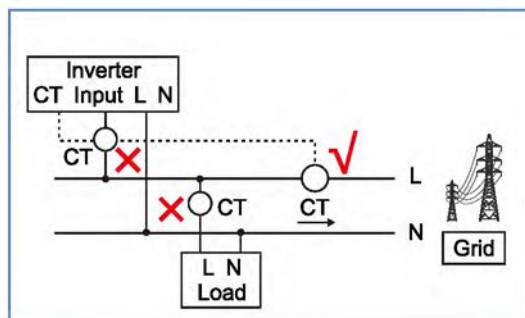 Inverter
CT Input L N
CT
L
CT
CT
N
Grid
L N
Load